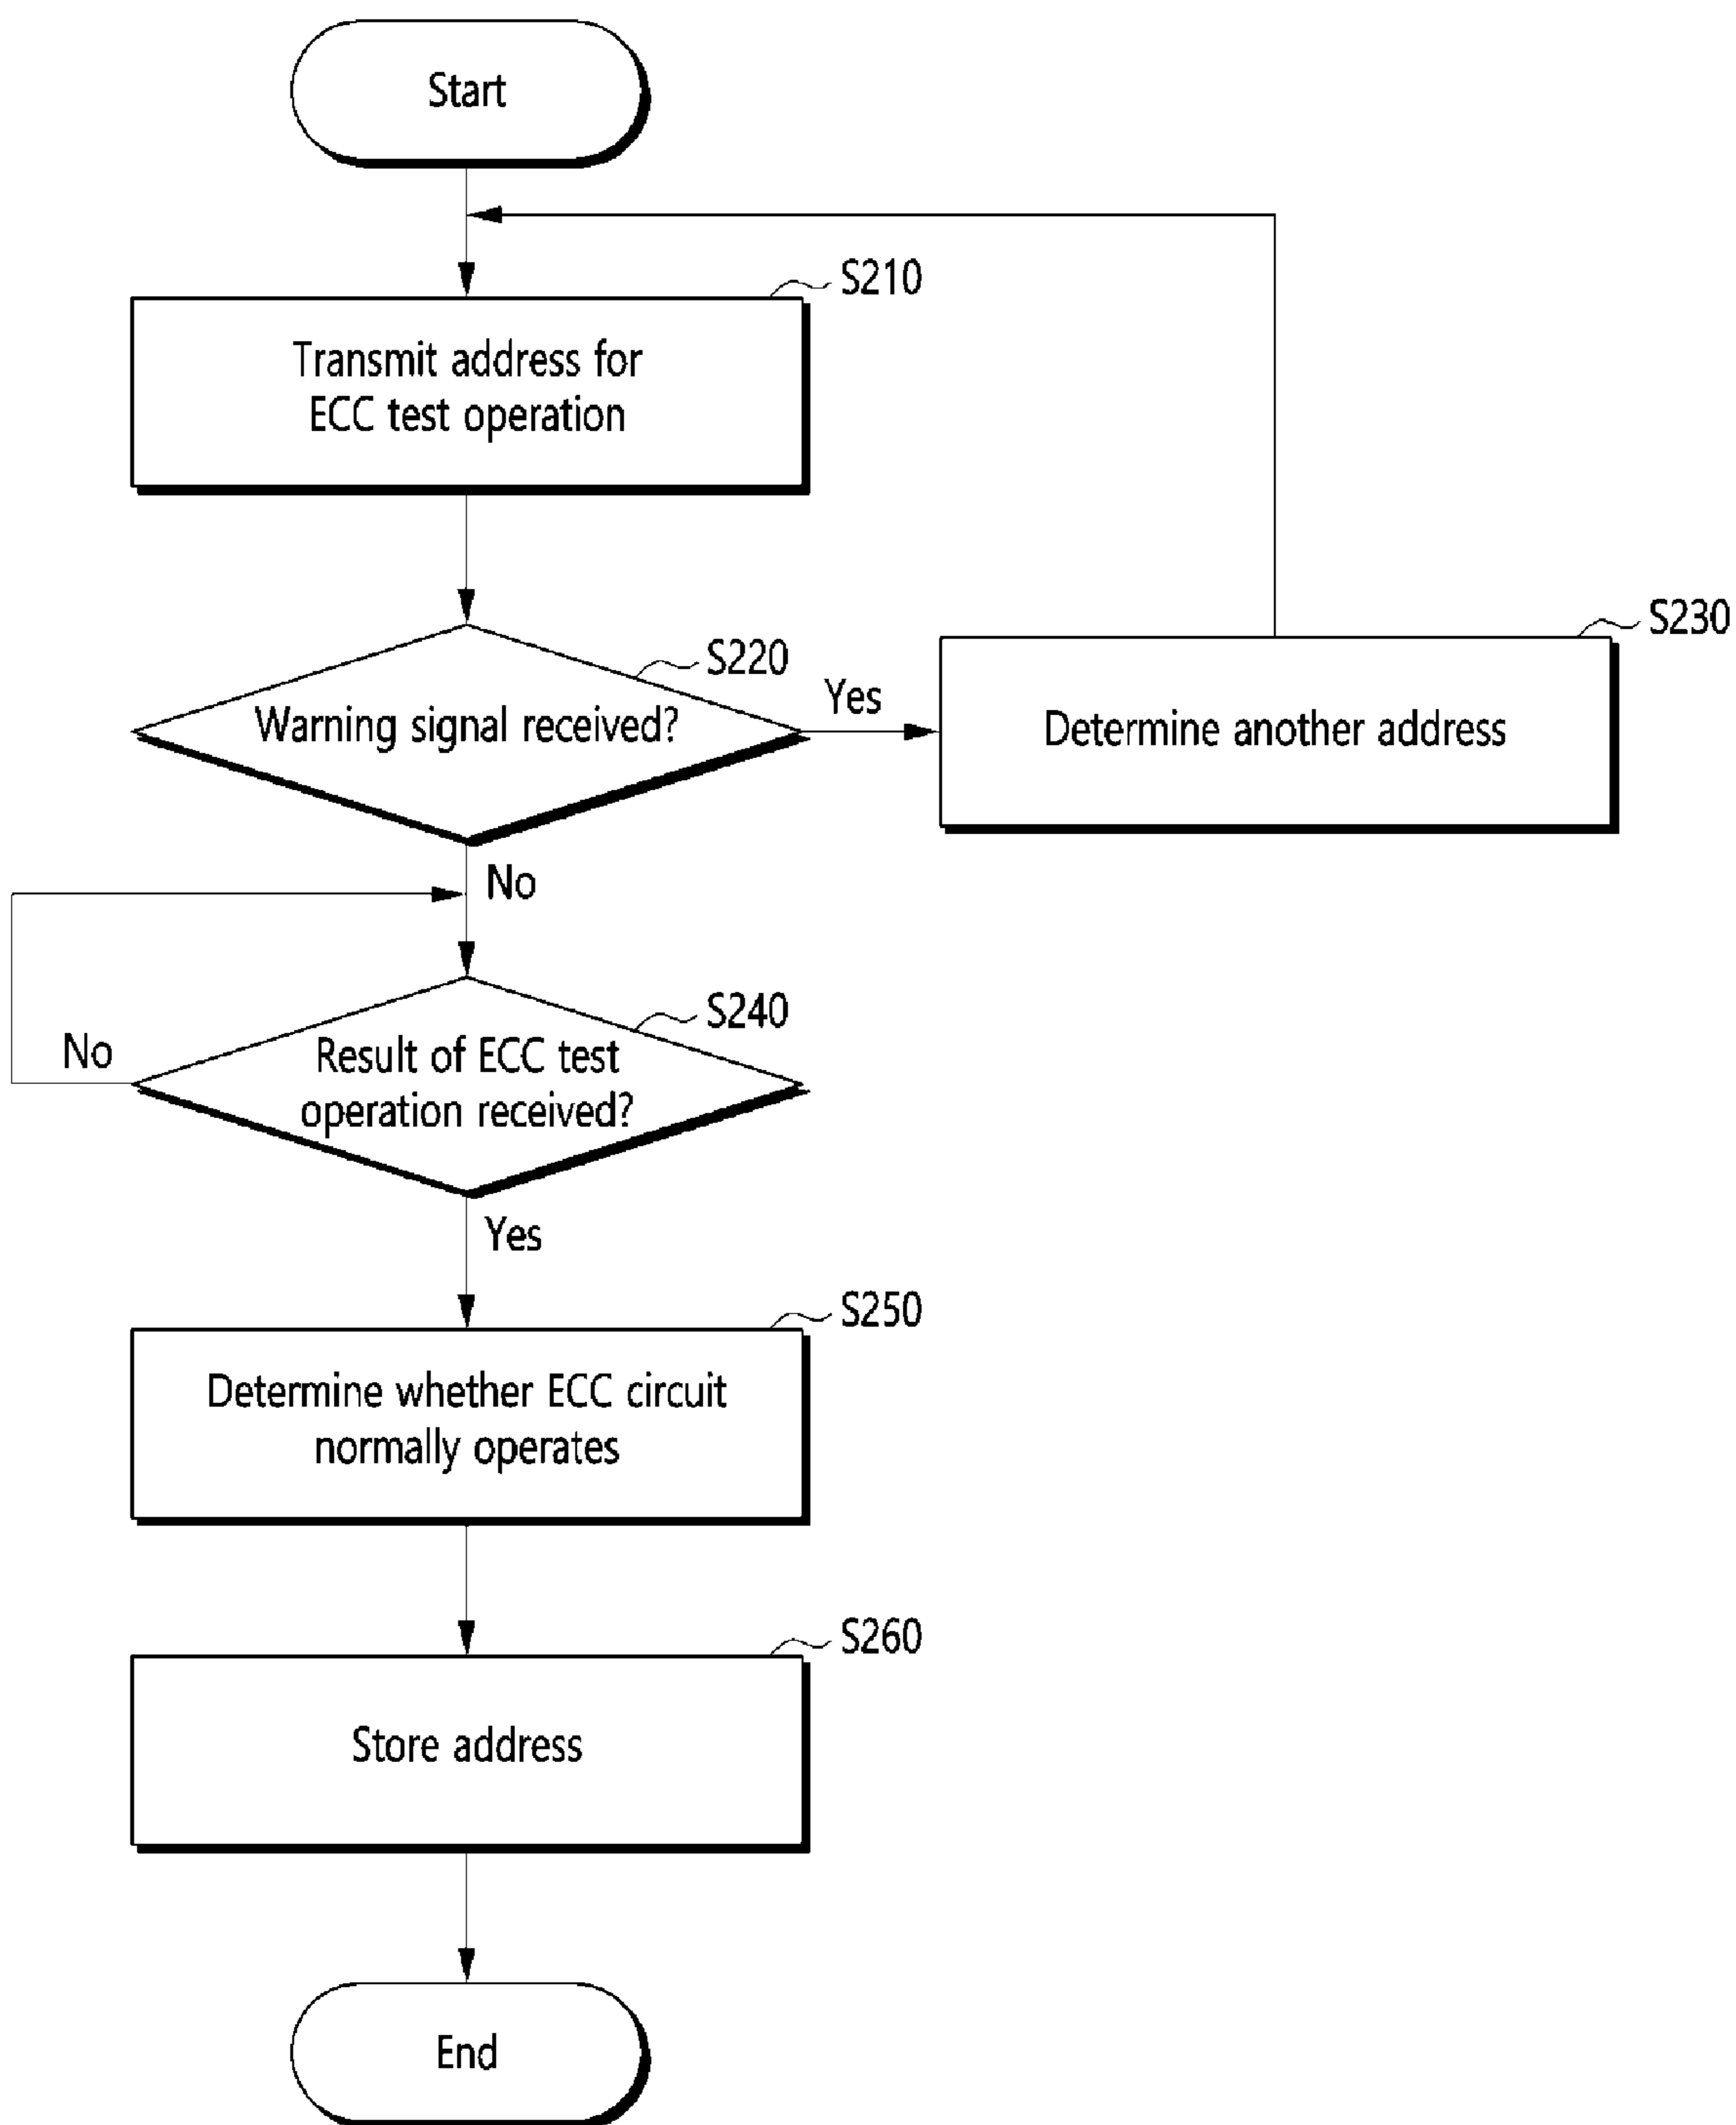 Start
S210
Transmit address for
ECC test operation
S220
Warning signal received?
Yes
S230
Determine another address
No
S240
Result of ECC test
operation received?
No
Yes
S250
Determine whether ECC circuit
normally operates
S260
Store address
End